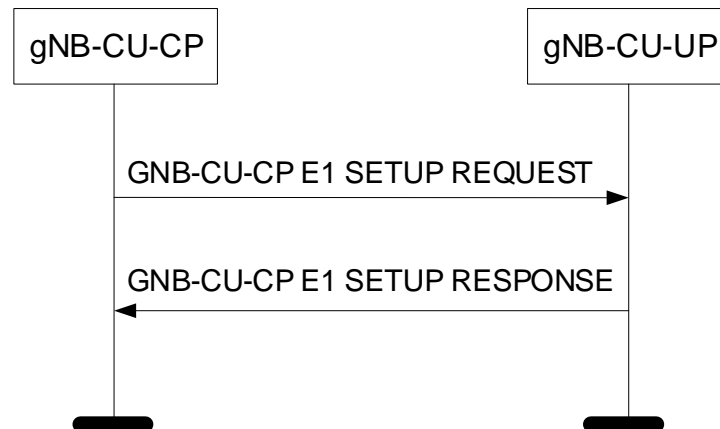 gNB-CU-CP
gNB-CU-UP
GNB-CU-CP E1 SETUP REQUEST
GNB-CU-CP E1 SETUP RESPONSE